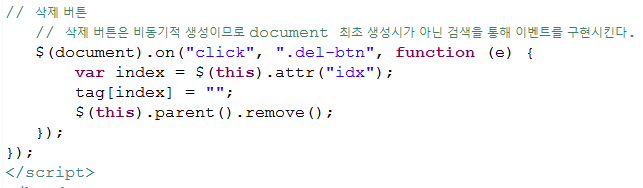 // 삭제 버튼
// 삭제 버튼은 비동기적 생성이므로 document 최초 생성시가 아닌 검색을 통해 이벤트를 구현시킨다.
$(document).on("click", ".del-btn", function (e) {
var index = $(this).attr("idx");
tag[index] = "";
$(this).parent().remove();
});
});
</script>